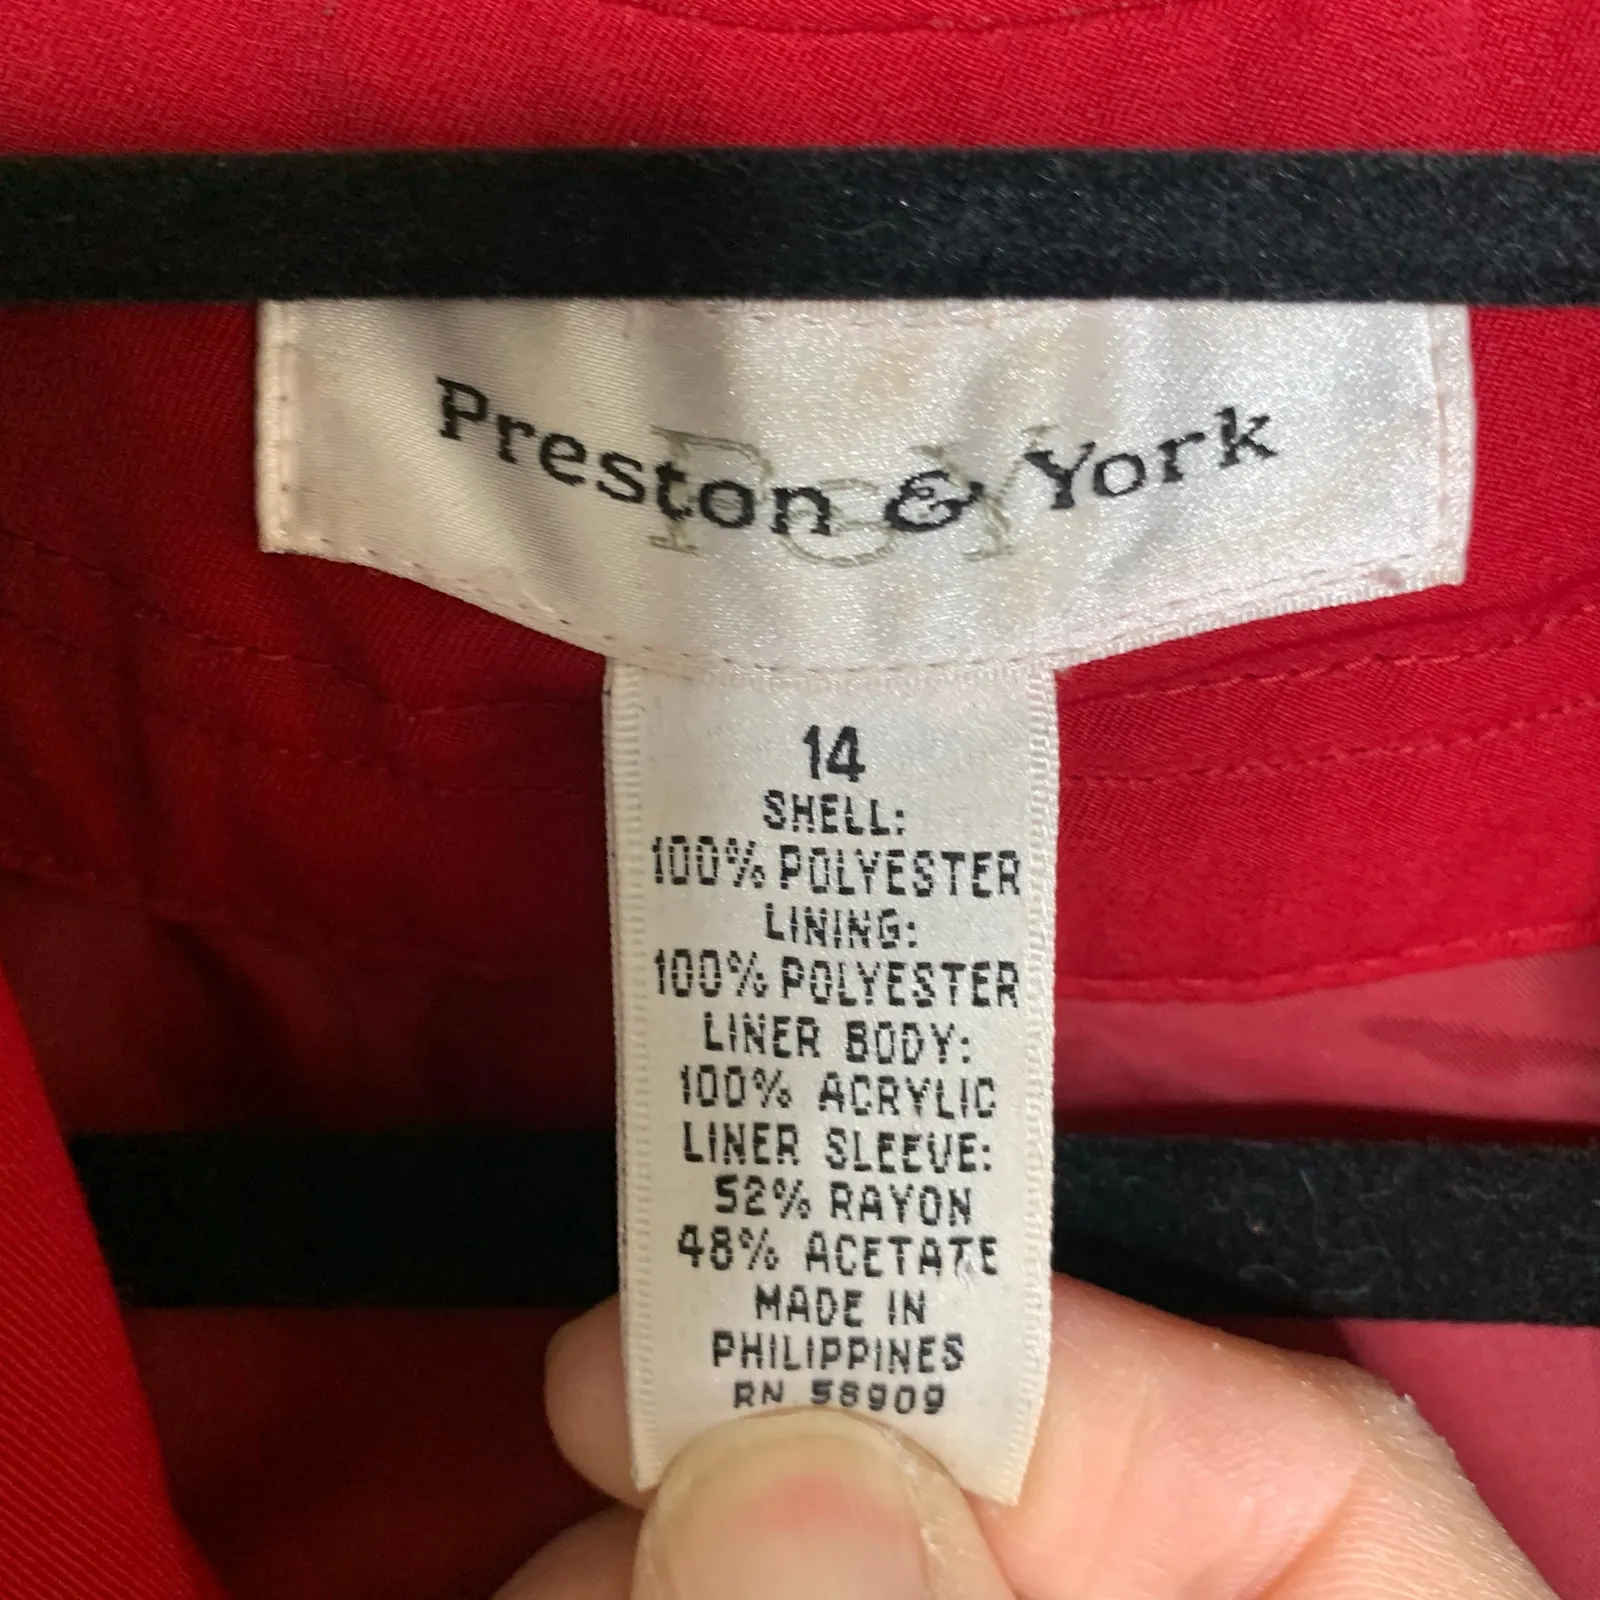 Preston & York
P&Y
14
SHELL:
100% POLYESTER
LINING:
100% POLYESTER
LINER BODY:
100% ACRYLIC
LINER SLEEVE:
52% RAYON
48% ACETATE
MADE IN
PHILIPPINES
RN 58909